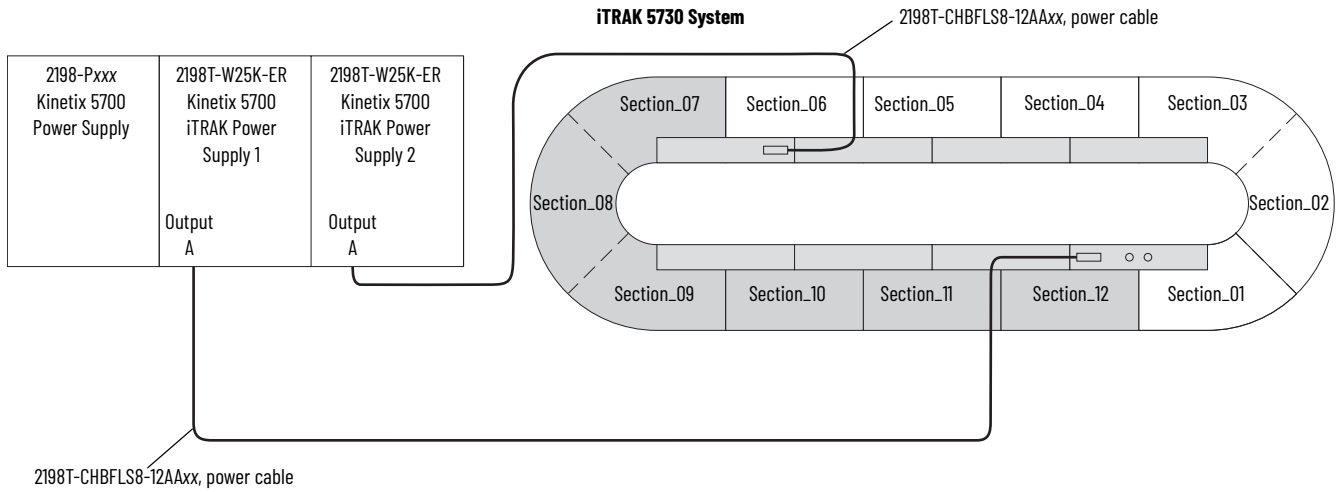 iTRAK 5730 System
2198T-CHBFLS8-12AAxx, power cable
2198-Pxxx
Kinetix 5700
Power Supply
2198T-W25K-ER
Kinetix 5700
iTRAK Power
Supply 1
Output
A
2198T-W25K-ER
Kinetix 5700
iTRAK Power
Supply 2
Output
A
Section_07
Section_06
Section_05
Section_04
Section_03
Section_08
Section_02
Section_09
Section_10
Section_11
Section_12
Section_01
2198T-CHBFLS8-12AAxx, power cable